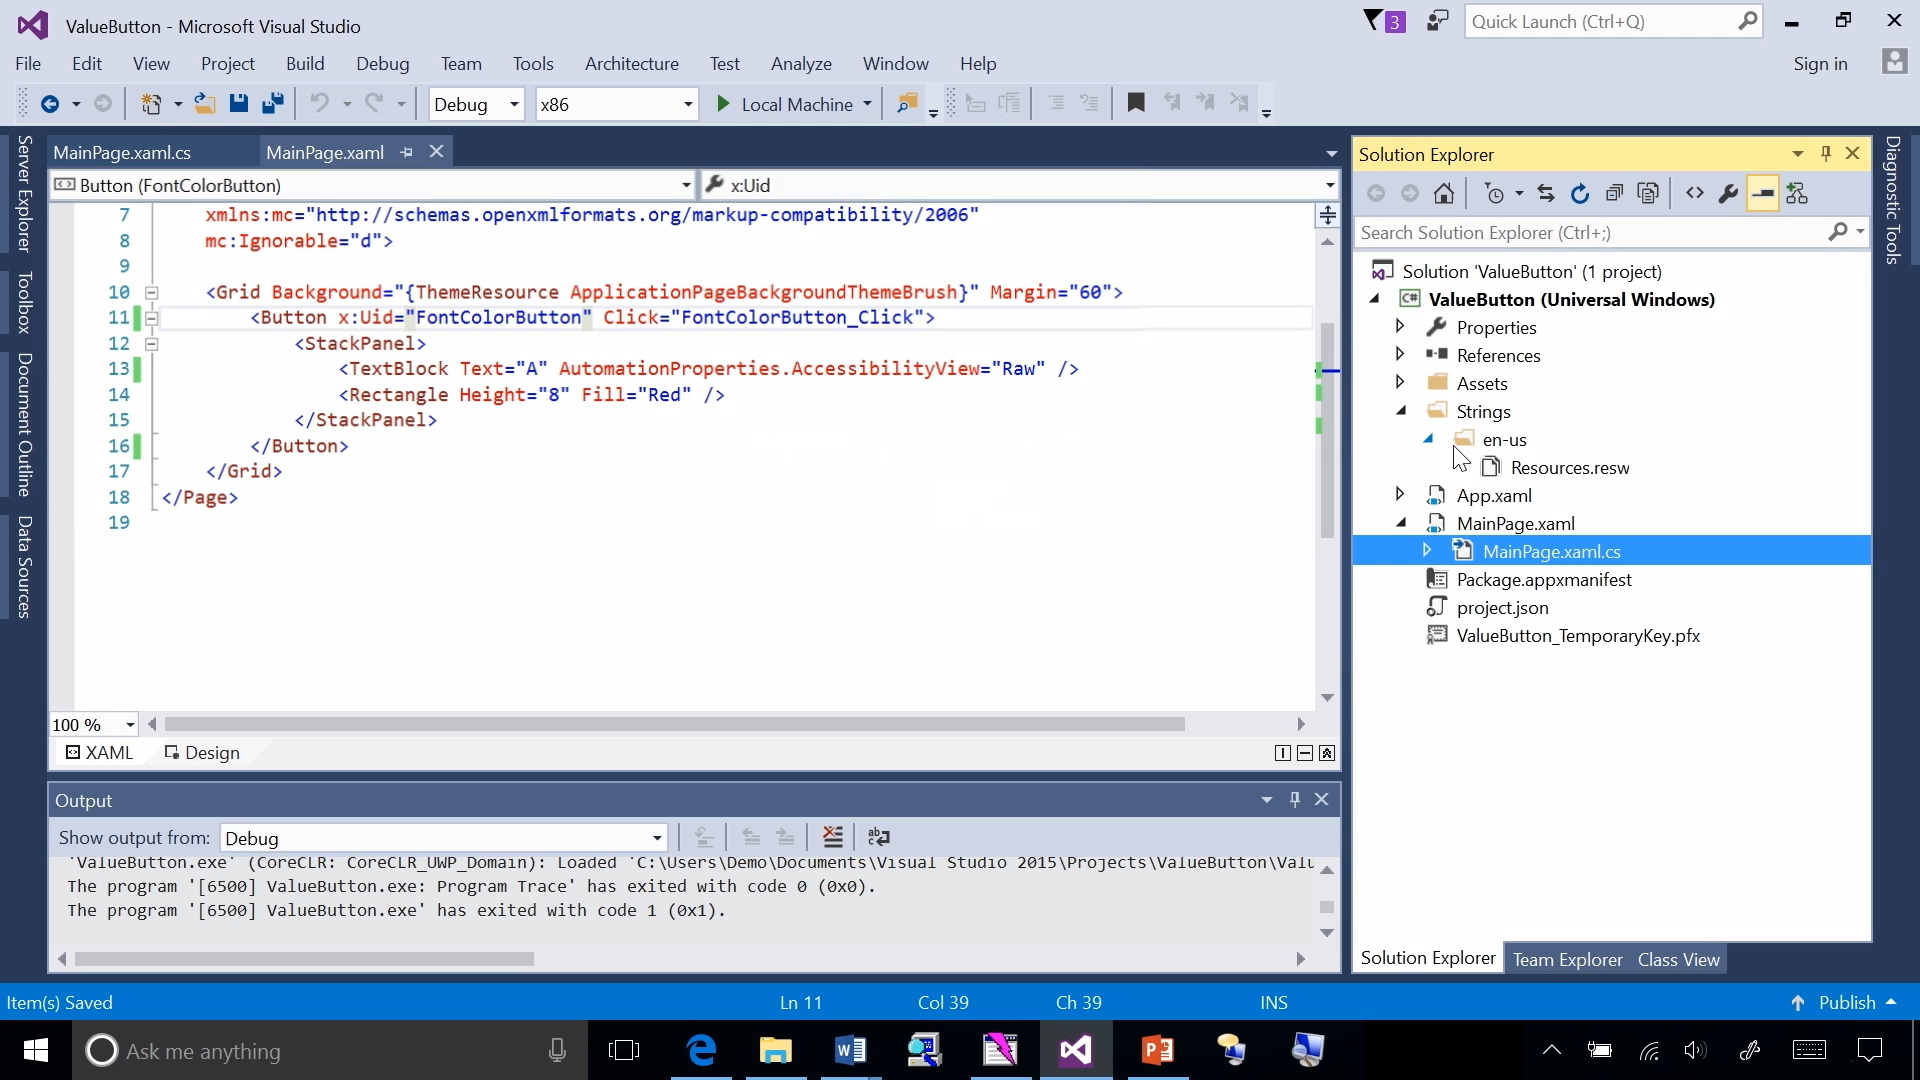 ValueButton - Microsoft Visual Studio
3
Quick Launch (Ctrl+Q)
File Edit View Project Build Debug Team Tools Architecture Test Analyze Window Help
Sign in
Debug
x86
Local Machine
Server Explorer
Toolbox
Document Outline
Data Sources
MainPage.xaml.cs
MainPage.xaml
Button (FontColorButton)
x:Uid
7 xmlns:mc="http://schemas.openxmlformats.org/markup-compatibility/2006"
8 mc:Ignorable="d">
9
10 <Grid Background="{ThemeResource ApplicationPageBackgroundThemeBrush}" Margin="60">
11 <Button x:Uid="FontColorButton" Click="FontColorButton_Click">
12 <StackPanel>
13 <TextBlock Text="A" AutomationProperties.AccessibilityView="Raw" />
14 <Rectangle Height="8" Fill="Red" />
15 </StackPanel>
16 </Button>
17 </Grid>
18 </Page>
19
100 %
XAML
Design
Output
Show output from: Debug
'ValueButton.exe' (CoreCLR: CoreCLR_UWP_Domain): Loaded 'C:\Users\Demo\Documents\Visual Studio 2015\Projects\ValueButton\Valu
The program '[6500] ValueButton.exe: Program Trace' has exited with code 0 (0x0).
The program '[6500] ValueButton.exe' has exited with code 1 (0x1).
Solution Explorer
Search Solution Explorer (Ctrl+;)
Solution 'ValueButton' (1 project)
C# ValueButton (Universal Windows)
Properties
References
Assets
Strings
en-us
Resources.resw
App.xaml
MainPage.xaml
MainPage.xaml.cs
Package.appxmanifest
project.json
ValueButton_TemporaryKey.pfx
Solution Explorer
Team Explorer
Class View
Diagnostic Tools
Item(s) Saved
Ln 11
Col 39
Ch 39
INS
Publish
Ask me anything